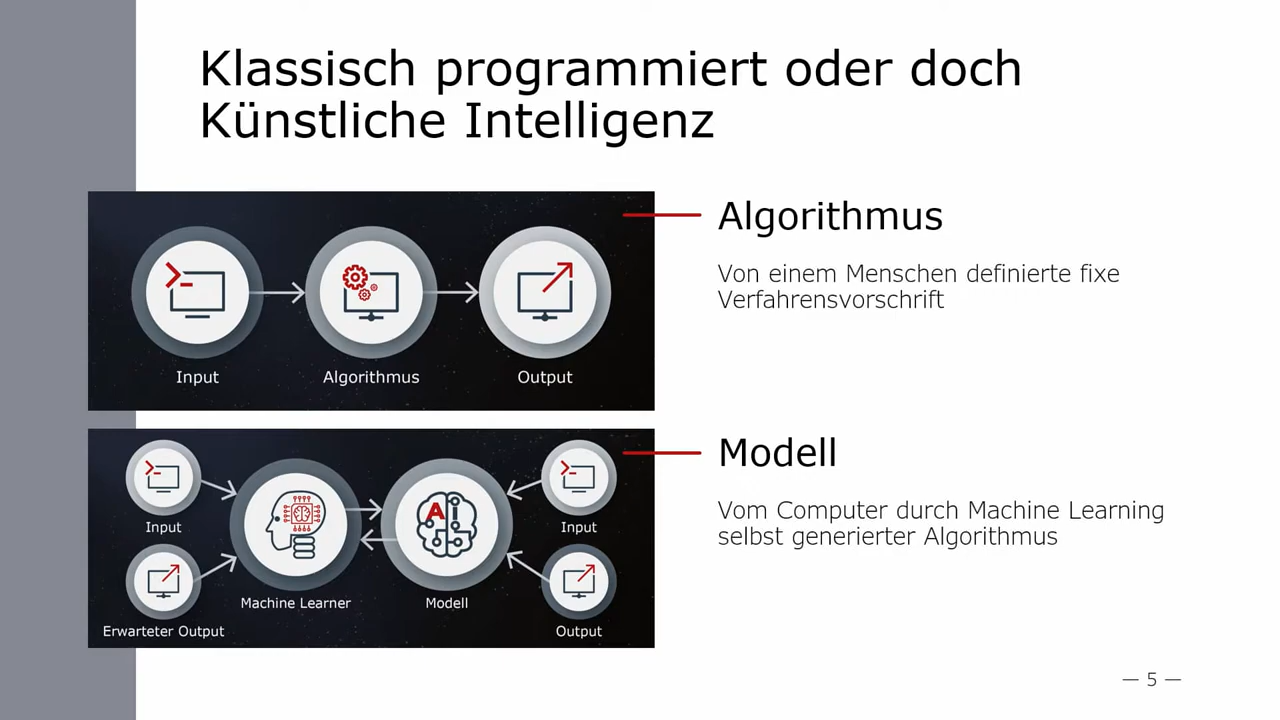 Klassisch programmiert oder doch
Künstliche Intelligenz
Input
Algorithmus
Output
Algorithmus
Von einem Menschen definierte fixe
Verfahrensvorschrift
Input
Erwarteter Output
Machine Learner
AI
Modell
Input
Output
Modell
Vom Computer durch Machine Learning
selbst generierter Algorithmus
— 5 —